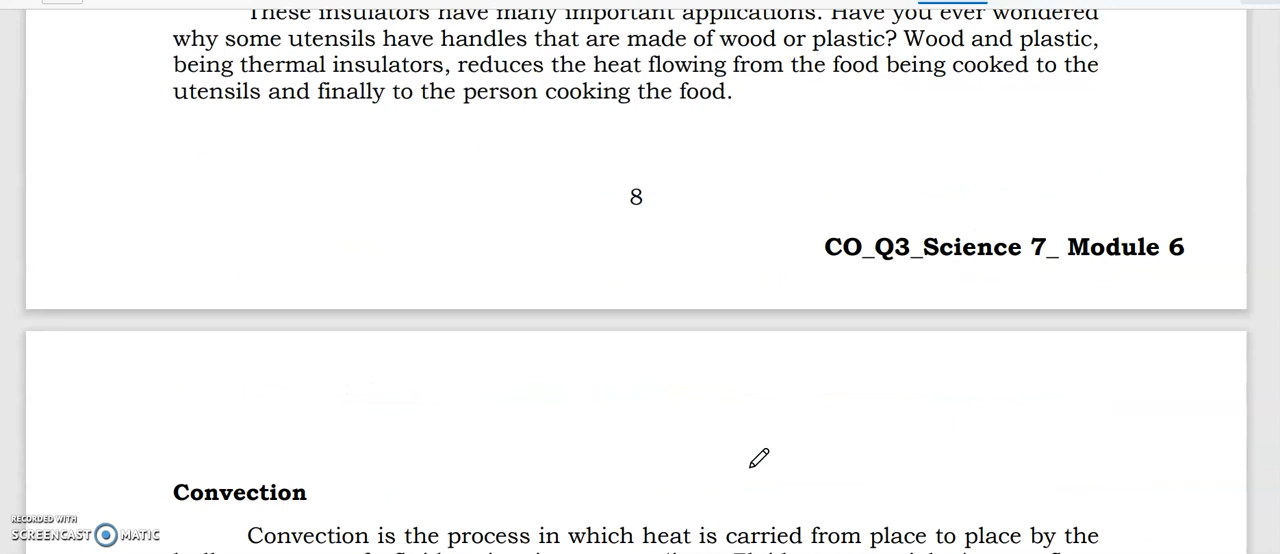 These insulators have many important applications. Have you ever wondered
why some utensils have handles that are made of wood or plastic? Wood and plastic,
being thermal insulators, reduces the heat flowing from the food being cooked to the
utensils and finally to the person cooking the food.
8
CO_Q3_Science 7_ Module 6
Convection
Convection is the process in which heat is carried from place to place by the
RECORDED WITH
SCREENCAST MATIC